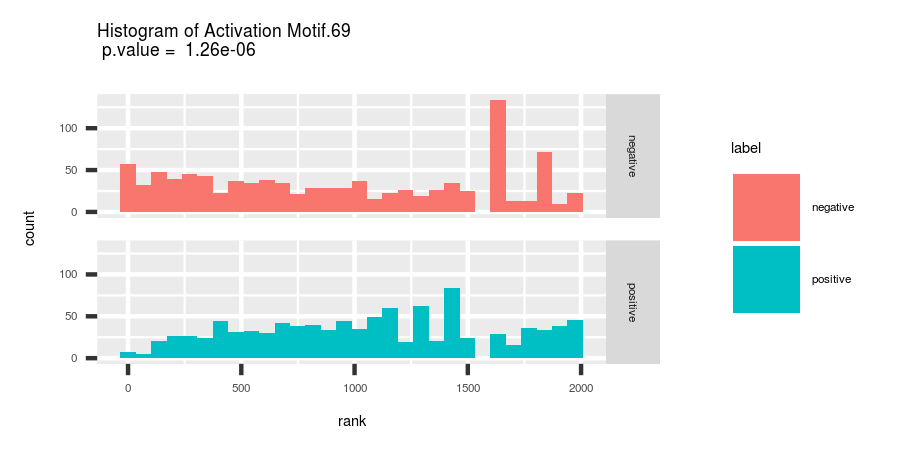 Histogram of Activation Motif.69
p.value =  1.26e-06
count
100
50
0
negative
100
50
0
positive
0 500 1000 1500 2000
rank
label
negative
positive